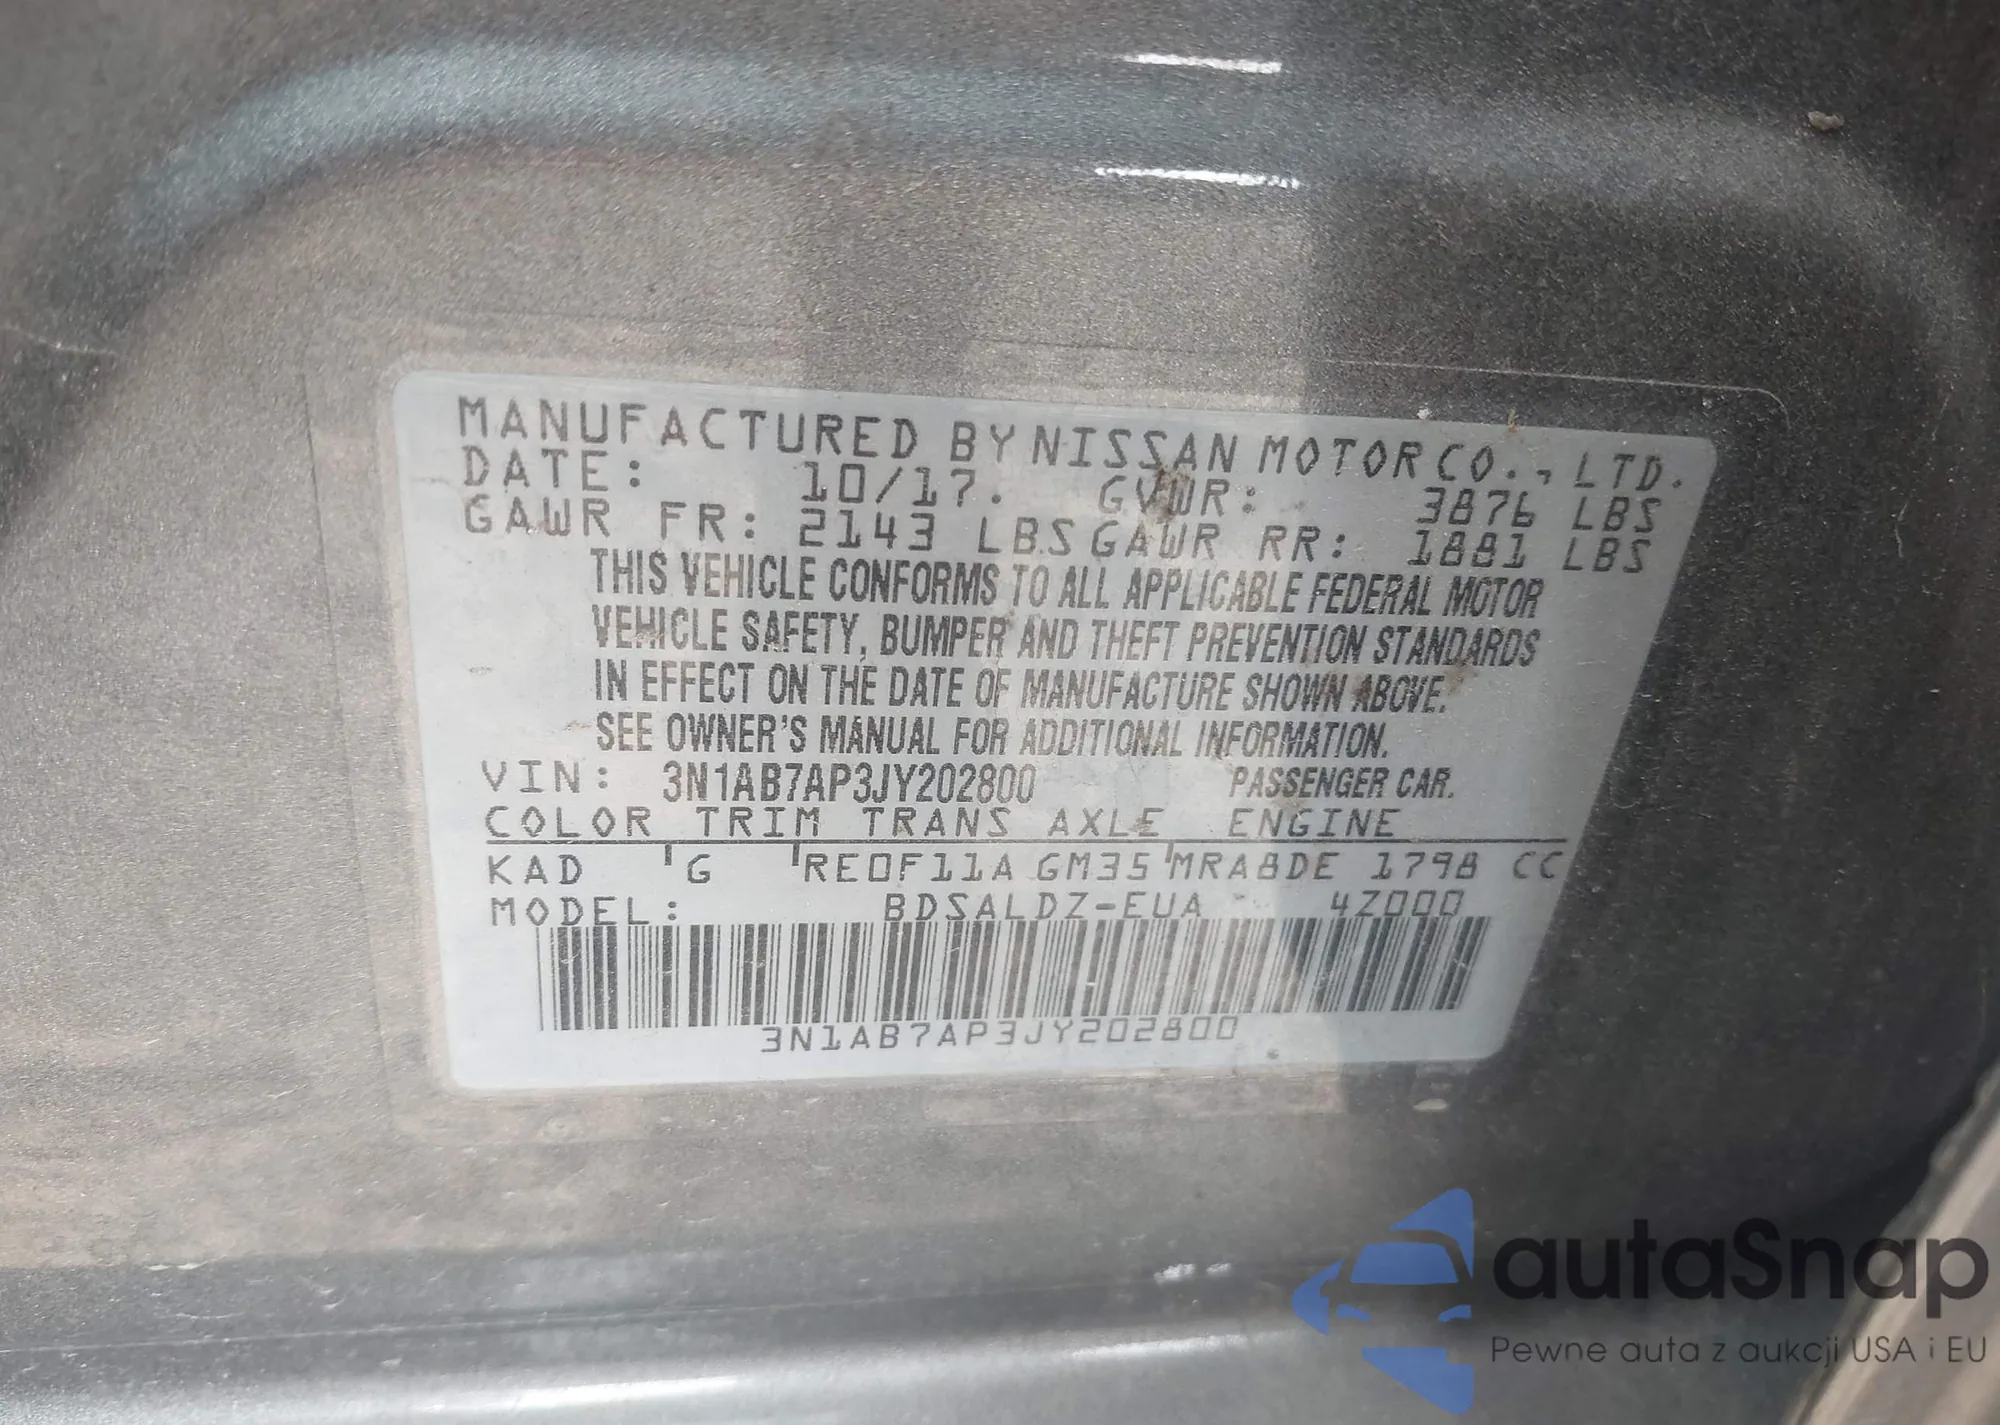 MANUFACTURED BY NISSAN MOTOR CO., LTD.
DATE: 10/17. GVWR: 3876 LBS
GAWR FR: 2143 LBS GAWR RR: 1881 LBS
THIS VEHICLE CONFORMS TO ALL APPLICABLE FEDERAL MOTOR
VEHICLE SAFETY, BUMPER AND THEFT PREVENTION STANDARDS
IN EFFECT ON THE DATE OF MANUFACTURE SHOWN ABOVE.
SEE OWNER'S MANUAL FOR ADDITIONAL INFORMATION.
VIN: 3N1AB7AP3JY202800 PASSENGER CAR.
COLOR TRIM TRANS AXLE ENGINE
KAD G RE0F11A GM35 MRA8DE 1798 CC
MODEL: BDSALDZ-EUA 4Z000
3N1AB7AP3JY202800
autaSnap
Pewne auta z aukcji USA i EU